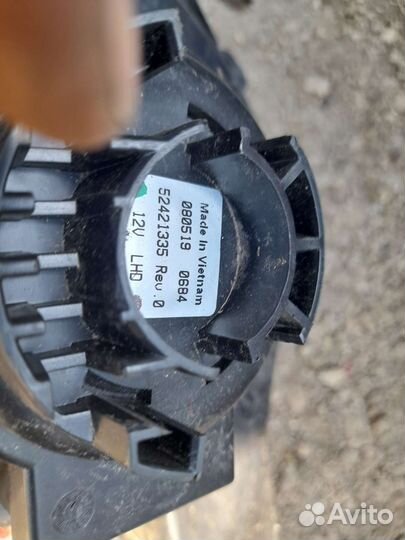 Made In Vietnam
080519 0684
52421335 Rev.0
12V LHD
Avito